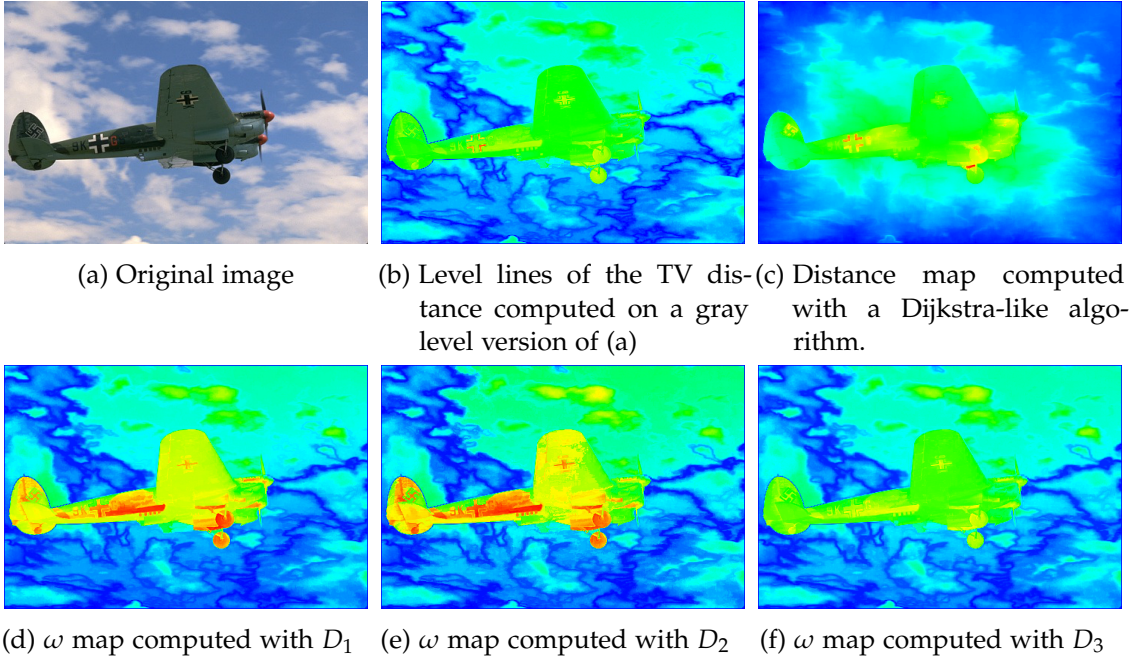 9K G
(a) Original image
(b) Level lines of the TV dis-
tance computed on a gray
level version of (a)
(c) Distance map computed
with a Dijkstra-like algo-
rithm.
(d) ω map computed with D₁
(e) ω map computed with D₂
(f) ω map computed with D₃